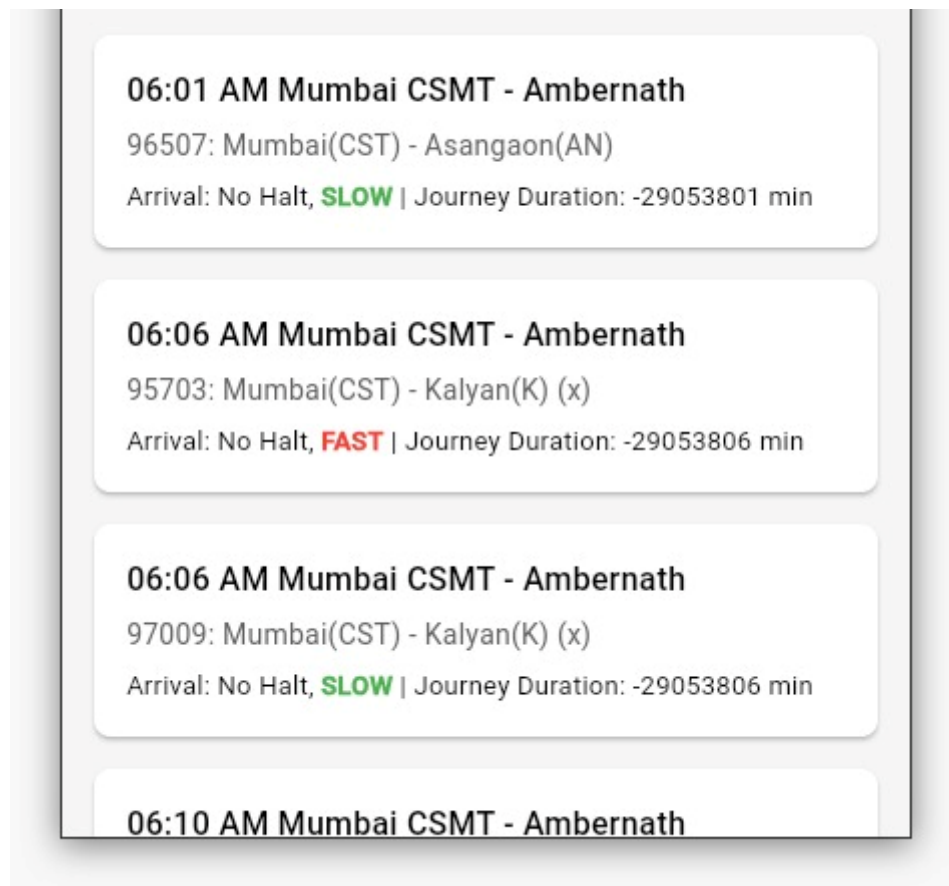 06:01 AM Mumbai CSMT - Ambernath
96507: Mumbai(CST) - Asangaon(AN)
Arrival: No Halt, SLOW | Journey Duration: -29053801 min
06:06 AM Mumbai CSMT - Ambernath
95703: Mumbai(CST) - Kalyan(K) (x)
Arrival: No Halt, FAST | Journey Duration: -29053806 min
06:06 AM Mumbai CSMT - Ambernath
97009: Mumbai(CST) - Kalyan(K) (x)
Arrival: No Halt, SLOW | Journey Duration: -29053806 min
06:10 AM Mumbai CSMT - Ambernath